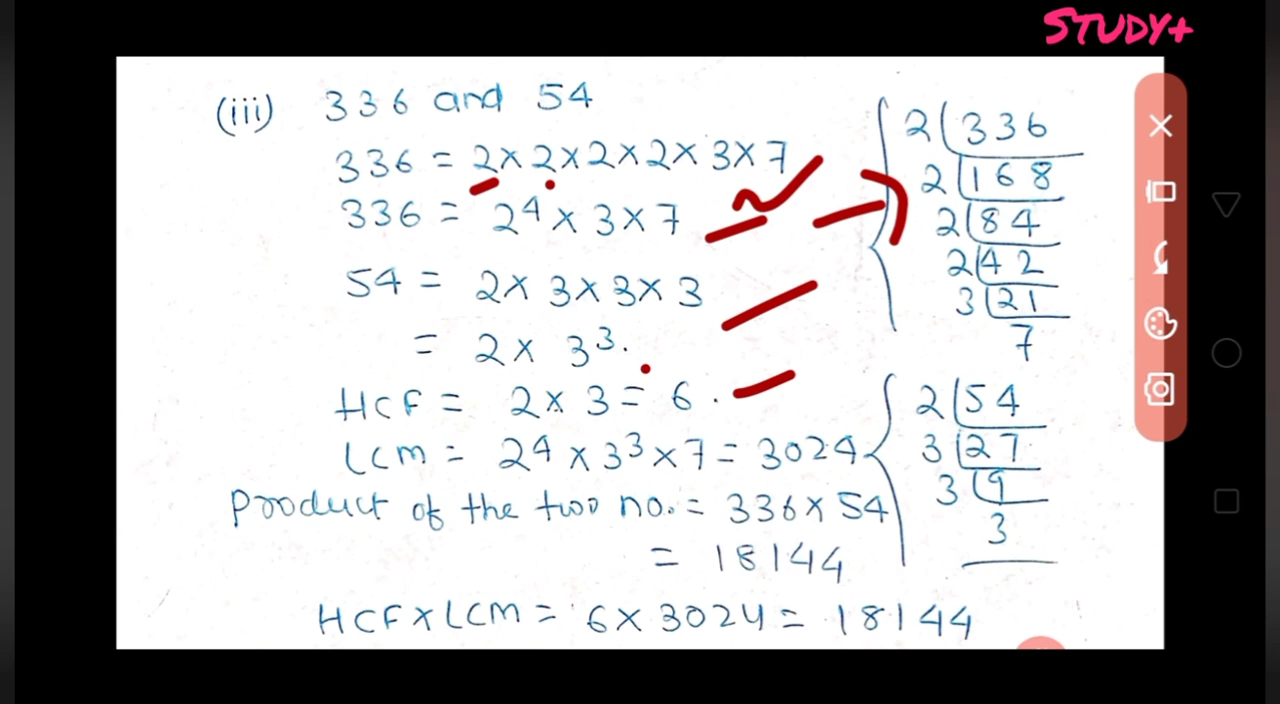 STUDY+
(iii) 336 and 54
336 = 2×2×2×2×3×7
336 = 2⁴×3×7
54 = 2×3×3×3
= 2×3³.
HCF = 2×3=6.
LCM = 2⁴×3³×7=3024
Product of the two no.=336×54
= 18144
HCF×LCM = 6×3024=18144
2 336
2 168
2 84
2 42
3 21
7
2 54
3 27
3 9
3